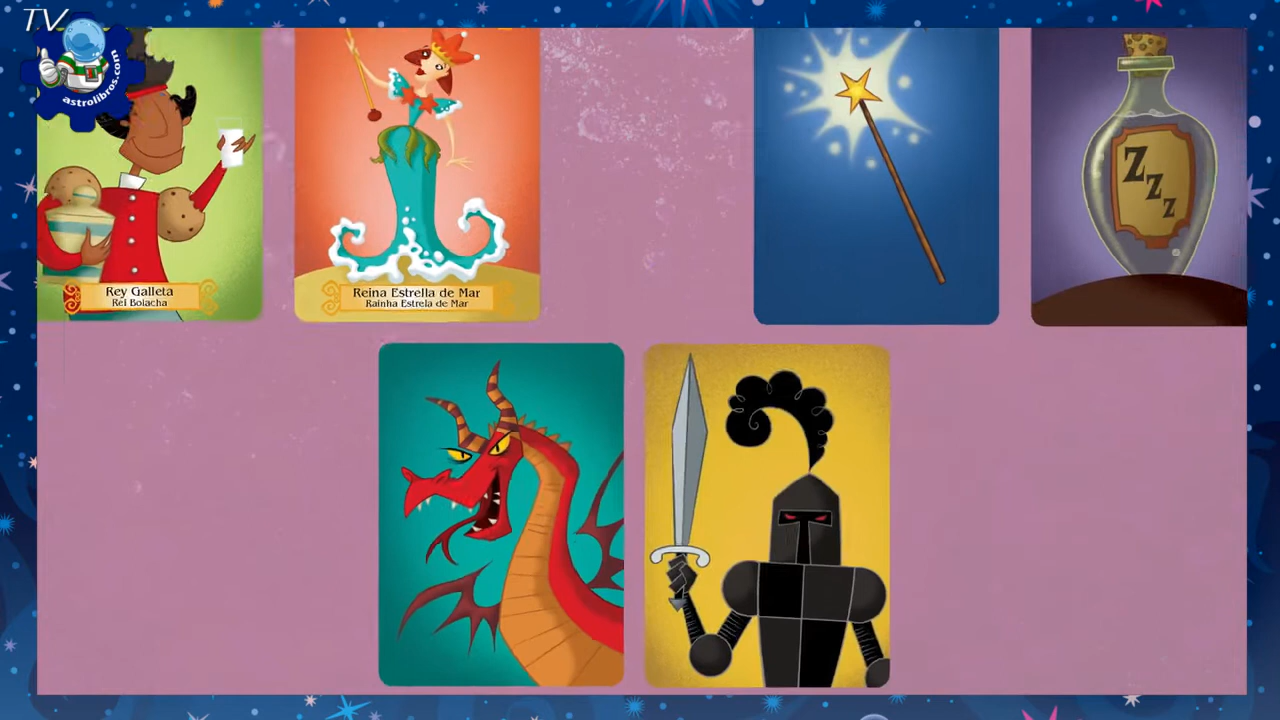 TV
astrolibros.com
Rey Galleta
Rei Bolacha
Reina Estrella de Mar
Rainha Estrela de Mar
Z
Z
Z